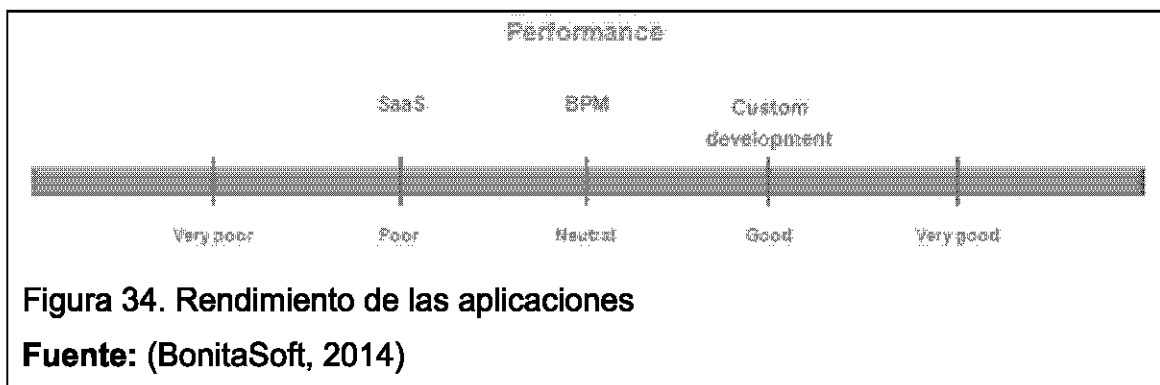 Performance
SaaS BPM Custom
development
Very poor Poor Neutral Good Very good
Figura 34. Rendimiento de las aplicaciones
Fuente: (BonitaSoft, 2014)